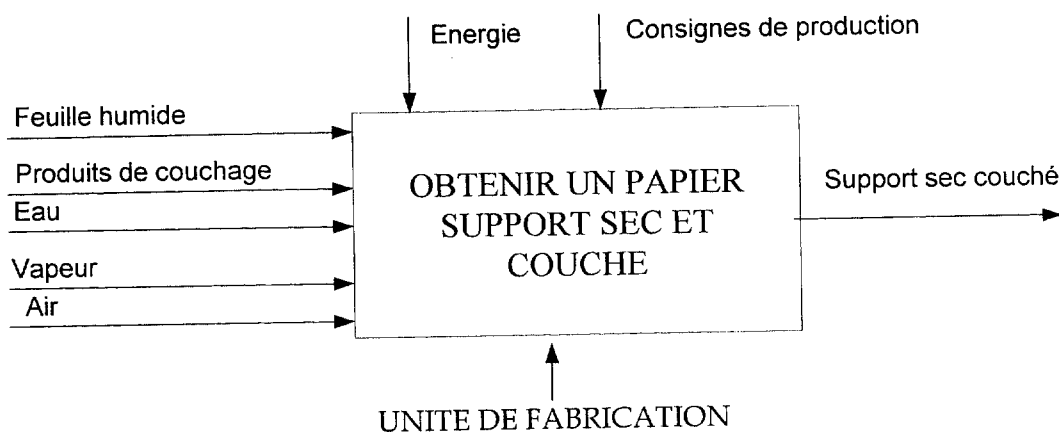 Energie
Consignes de production
Feuille humide
Produits de couchage
Eau
Vapeur
Air
OBTENIR UN PAPIER
SUPPORT SEC ET
COUCHE
Support sec couché
UNITE DE FABRICATION